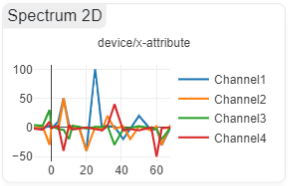 Spectrum 2D
device/x-attribute
100
50
0
−50
0 20 40 60
Channel1
Channel2
Channel3
Channel4